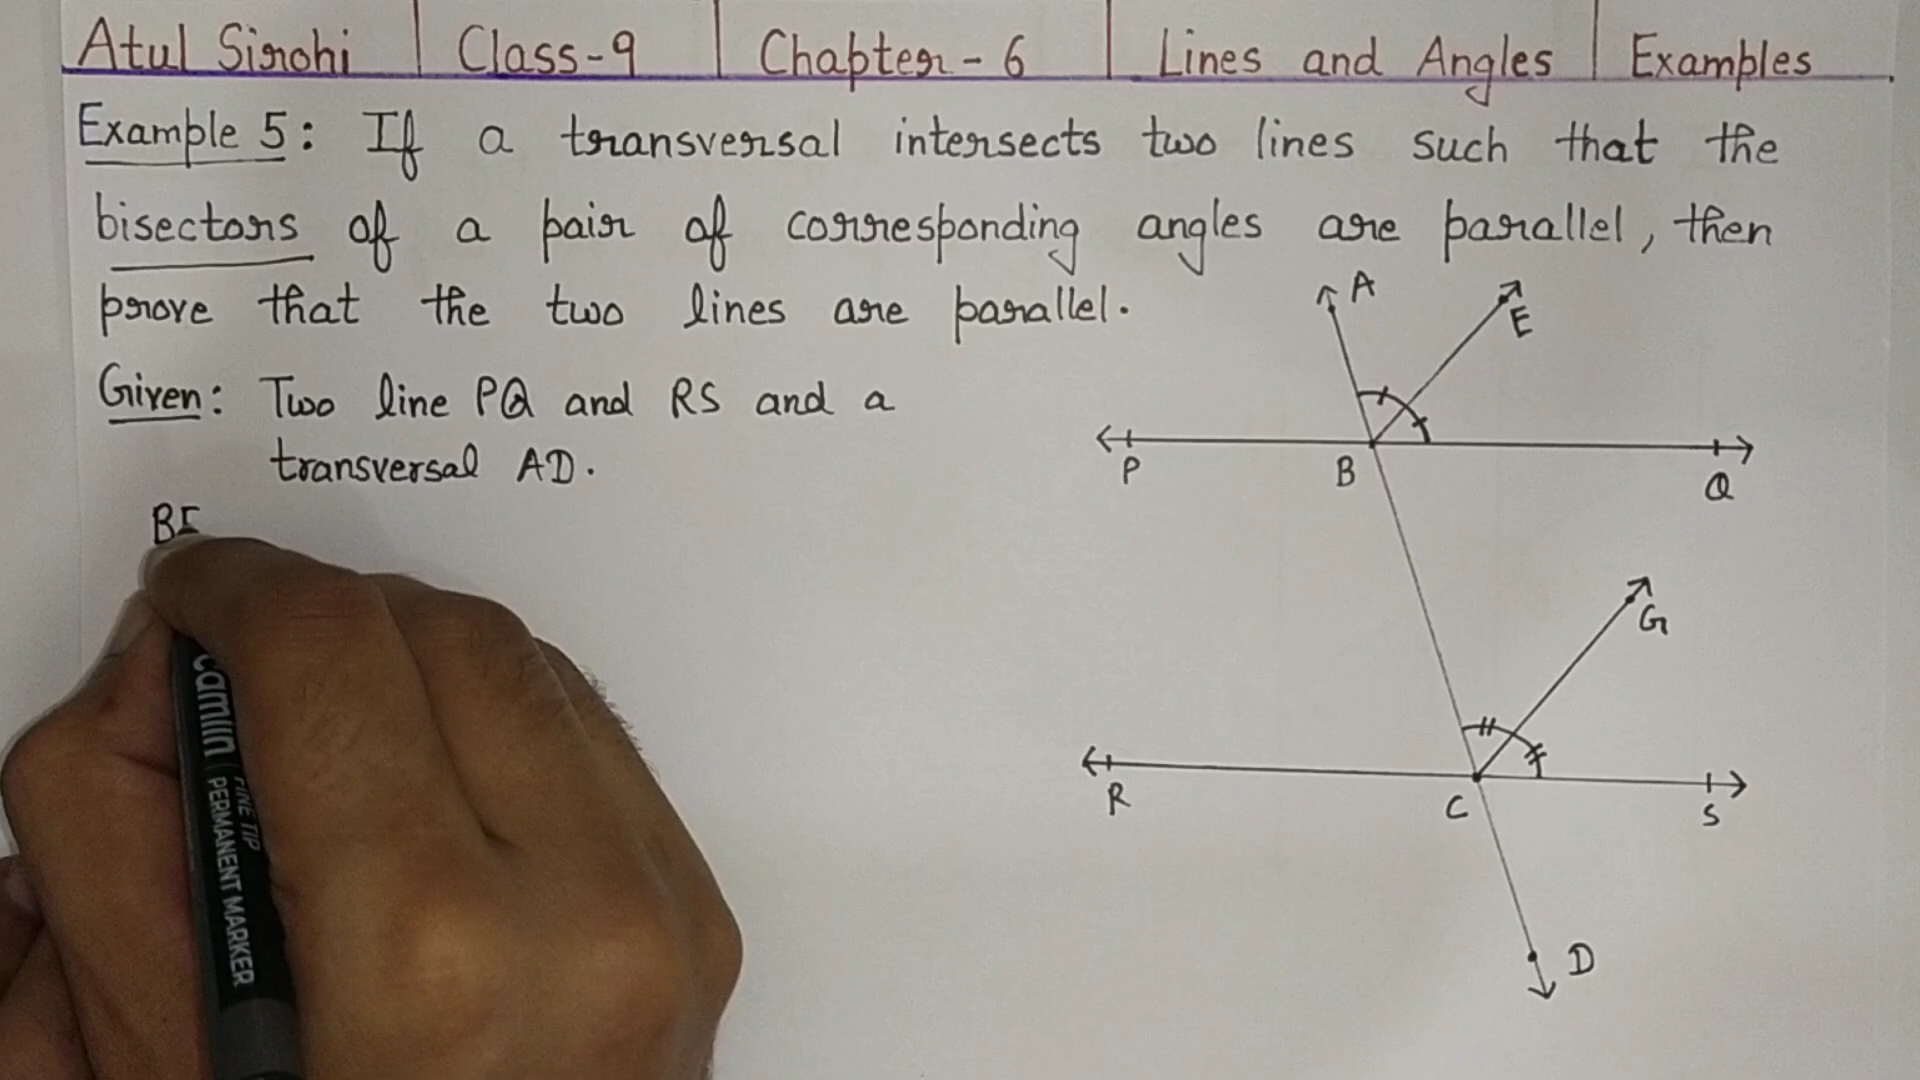 Atul Sirohi | Class-9 | Chapter-6 | Lines and Angles | Examples
Example 5: If a transversal intersects two lines such that the
bisectors of a pair of corresponding angles are parallel, then
prove that the two lines are parallel.
Given: Two line PQ and RS and a
transversal AD.
BE
A
E
P
B
Q
G
R
C
S
D
camlin
FINE TIP
PERMANENT MARKER